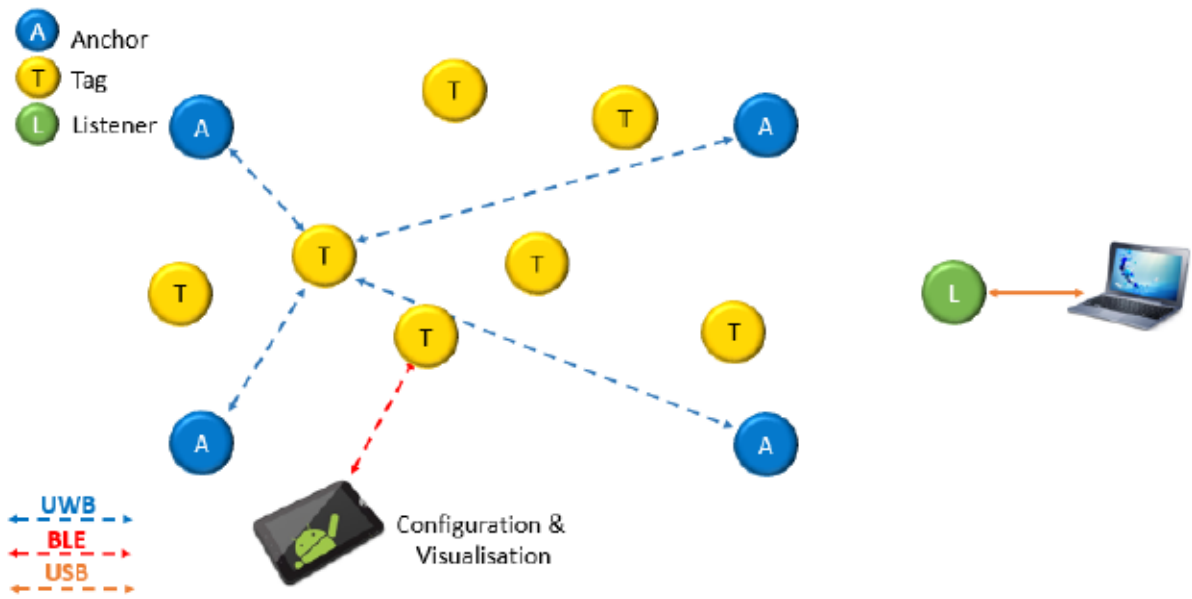 A Anchor
T Tag
L Listener
A
T
T
A
T
T
T
L
T
T
A
A
UWB
BLE
USB
Configuration &
Visualisation